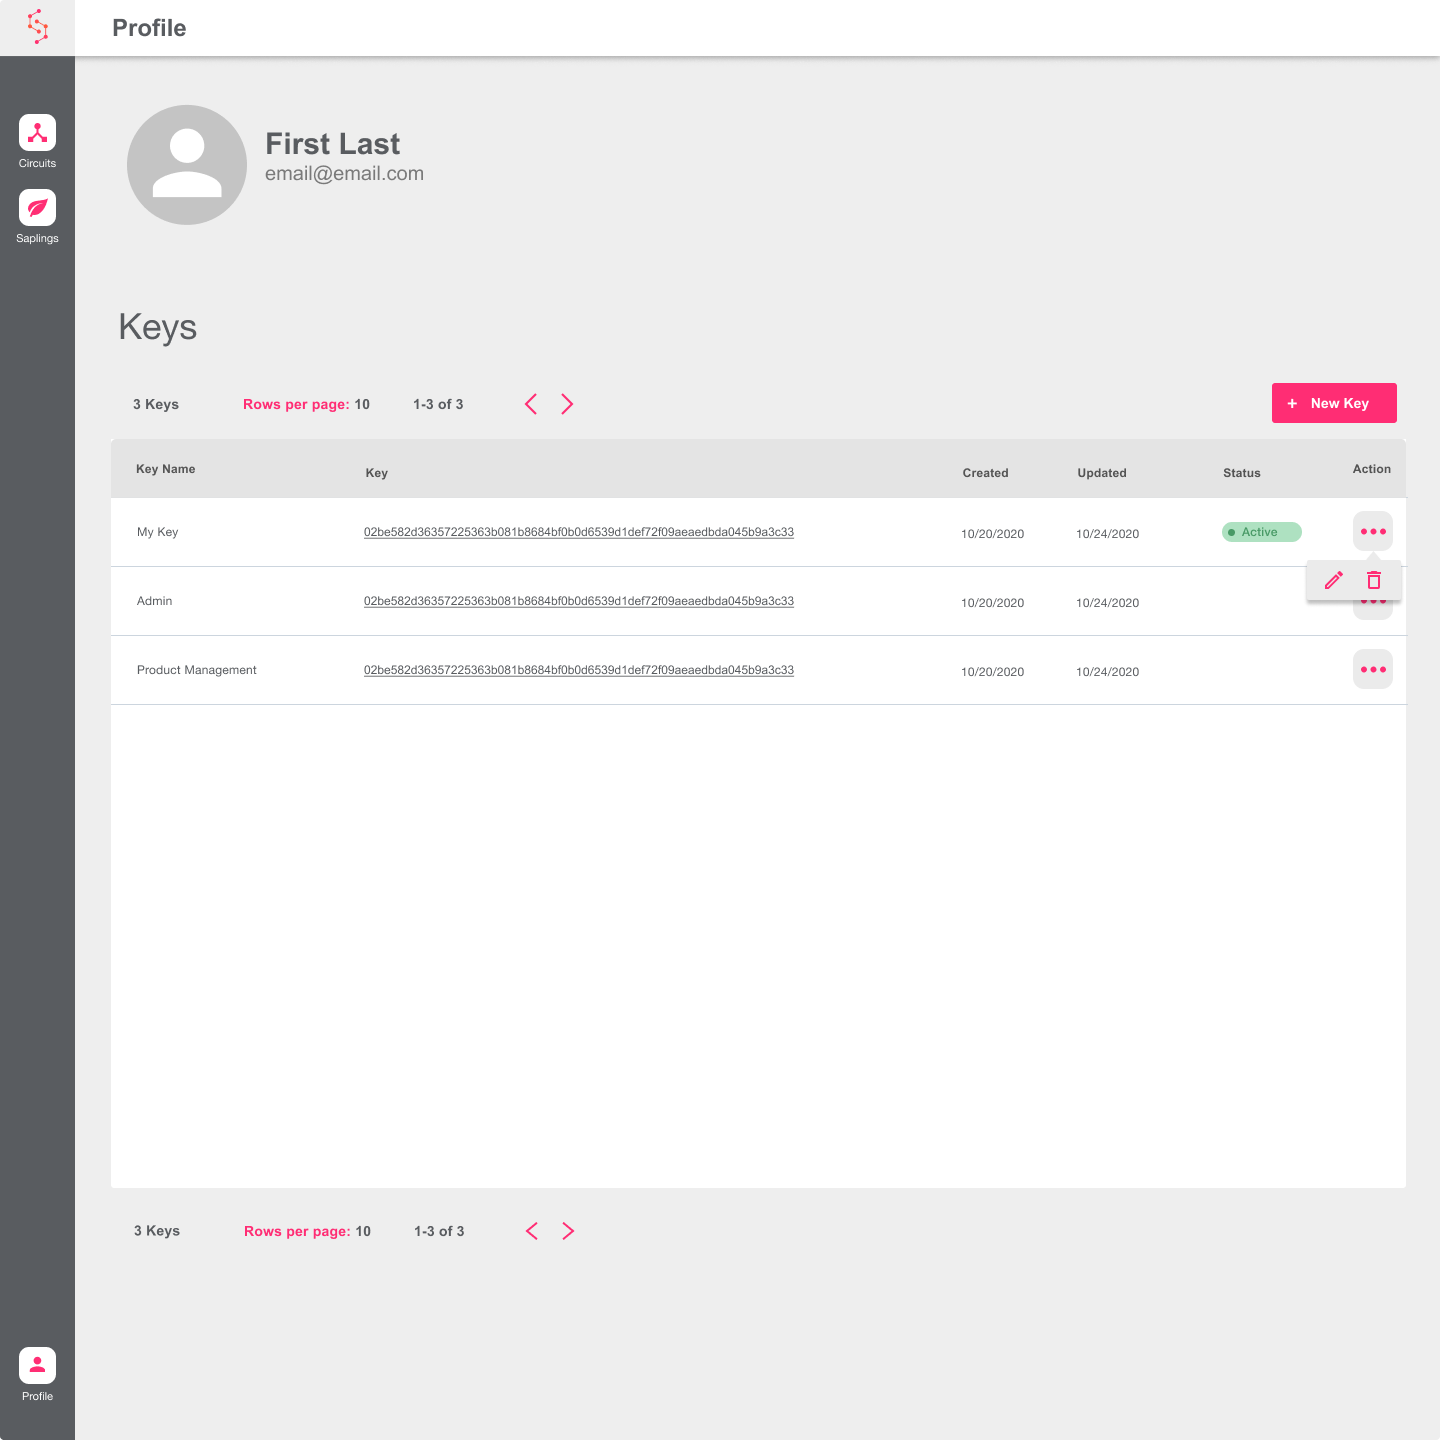 Profile
Circuits
Saplings
First Last
email@email.com
Keys
3 Keys Rows per page: 10 1-3 of 3 + New Key
Key Name Key Created Updated Status Action
My Key 02be582d36357225363b081b8684bf0b0d6539d1def72f09aeaedbda045b9a3c33 10/20/2020 10/24/2020 Active
Admin 02be582d36357225363b081b8684bf0b0d6539d1def72f09aeaedbda045b9a3c33 10/20/2020 10/24/2020
Product Management 02be582d36357225363b081b8684bf0b0d6539d1def72f09aeaedbda045b9a3c33 10/20/2020 10/24/2020
3 Keys Rows per page: 10 1-3 of 3
Profile